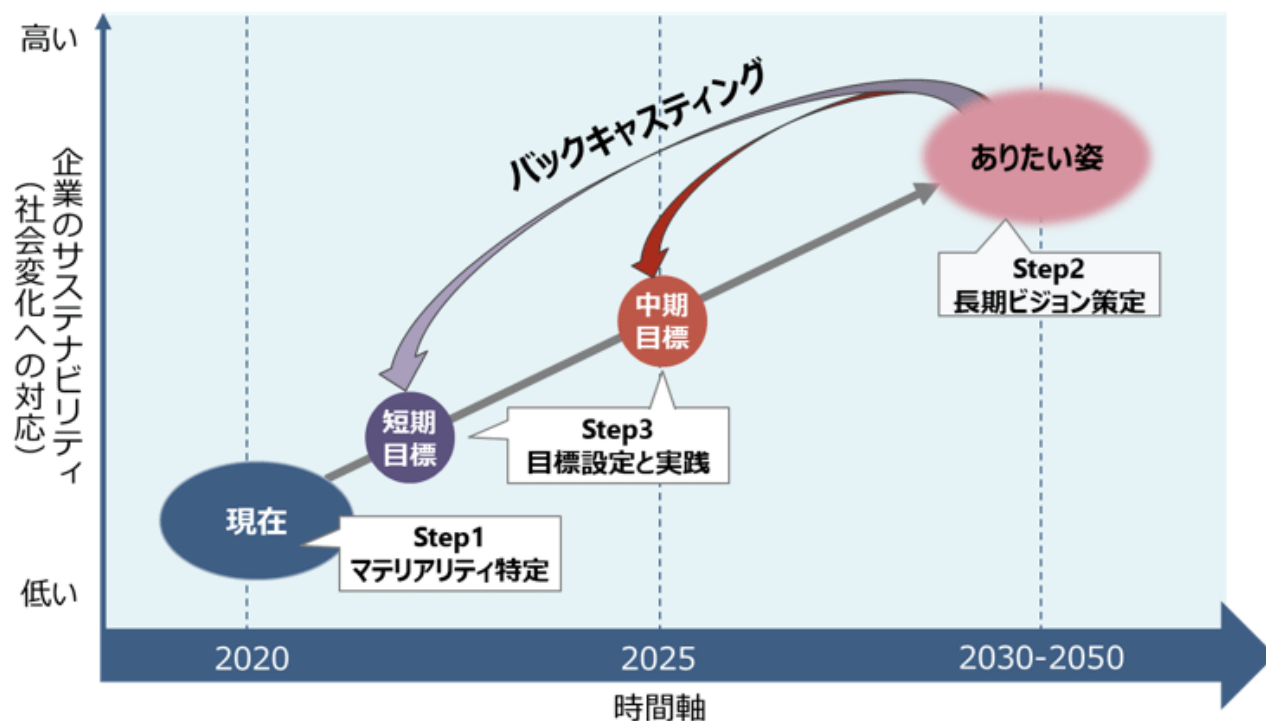 高い
企業のサステナビリティ
（社会変化への対応）
低い
バックキャスティング
ありたい姿
Step2
長期ビジョン策定
中期
目標
Step3
目標設定と実践
短期
目標
現在
Step1
マテリアリティ特定
2020
2025
2030-2050
時間軸